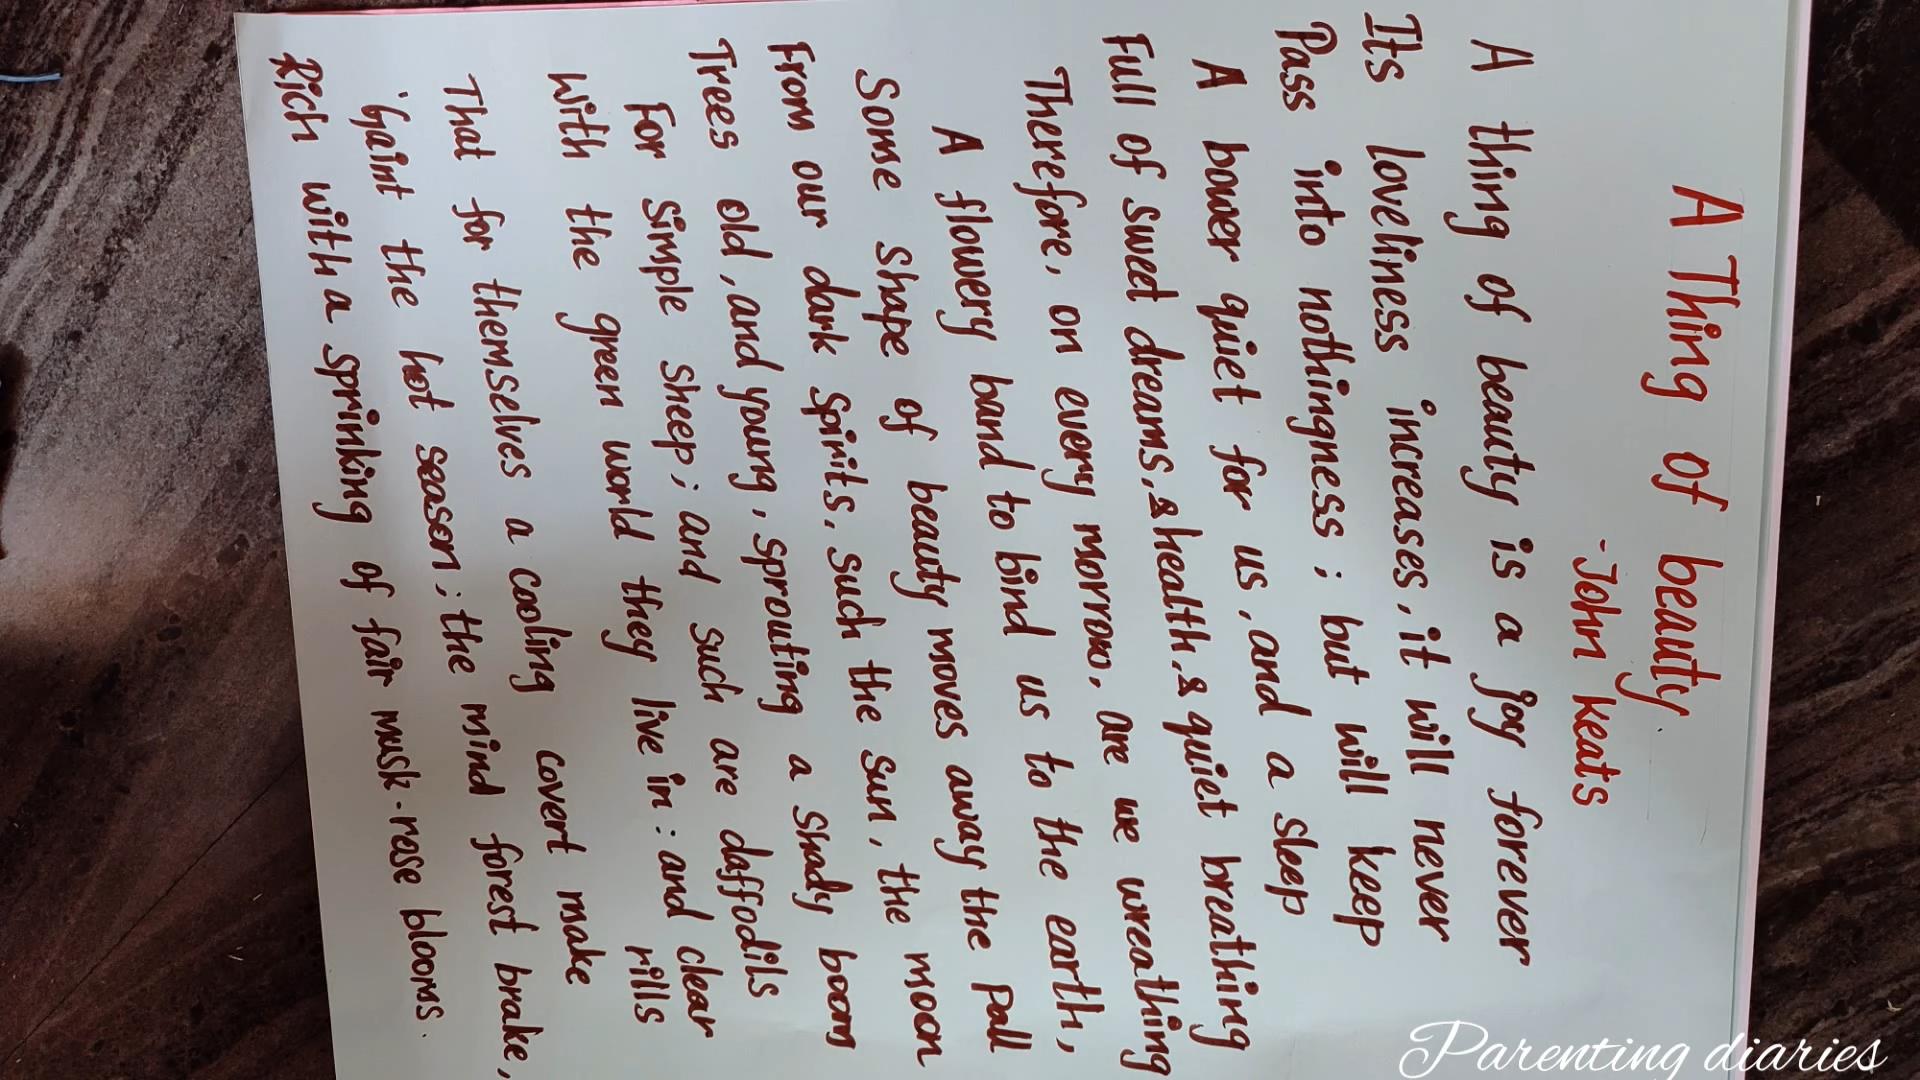 A Thing of beauty.
-John Keats
A thing of beauty is a joy forever
Its loveliness increases, it will never
Pass into nothingness ; but will keep
A bower quiet for us, and a sleep
Full of sweet dreams, & health, & quiet breathing
Therefore, on every morrow, are we wreathing
A flowery band to bind us to the earth,
Some shape of beauty moves away the pall
From our dark spirits, such the sun, the moon
Trees old, and young, sprouting a shady boom
For simple sheep ; and such are daffodils
With the green world they live in : and clear rills
That for themselves a cooling covert make
'Gaint the hot season ; the mind forest brake,
Rich with a sprinking of fair musk-rose blooms.
Parenting diaries